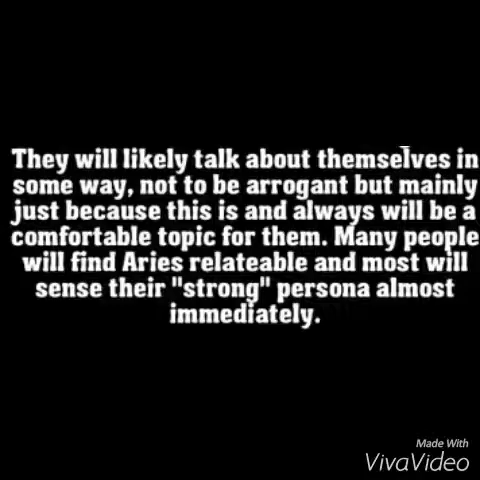 They will likely talk about themselves in
some way, not to be arrogant but mainly
just because this is and always will be a
comfortable topic for them. Many people
will find Aries relateable and most will
sense their "strong" persona almost
immediately.
Made With
VivaVideo